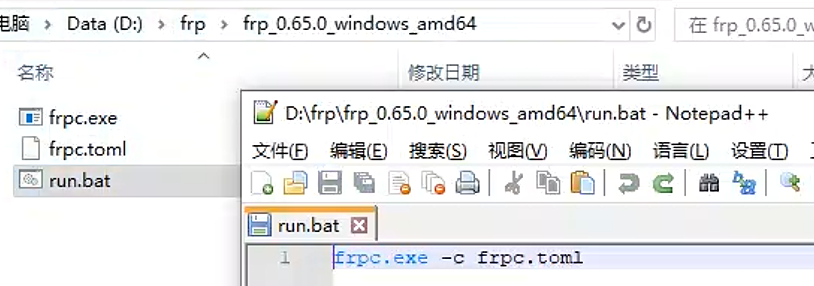 电脑 > Data (D:) > frp > frp_0.65.0_windows_amd64
在 frp_0.65.0_w
名称 修改日期 类型
frpc.exe
frpc.toml
run.bat
D:\frp\frp_0.65.0_windows_amd64\run.bat - Notepad++
文件(F) 编辑(E) 搜索(S) 视图(V) 编码(N) 语言(L) 设置(T)
run.bat
1 frpc.exe -c frpc.toml